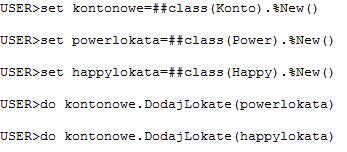 USER>set kontonowe=##class(Konto).%New()
USER>set powerlokata=##class(Power).%New()
USER>set happylokata=##class(Happy).%New()
USER>do kontonowe.DodajLokate(powerlokata)
USER>do kontonowe.DodajLokate(happylokata)